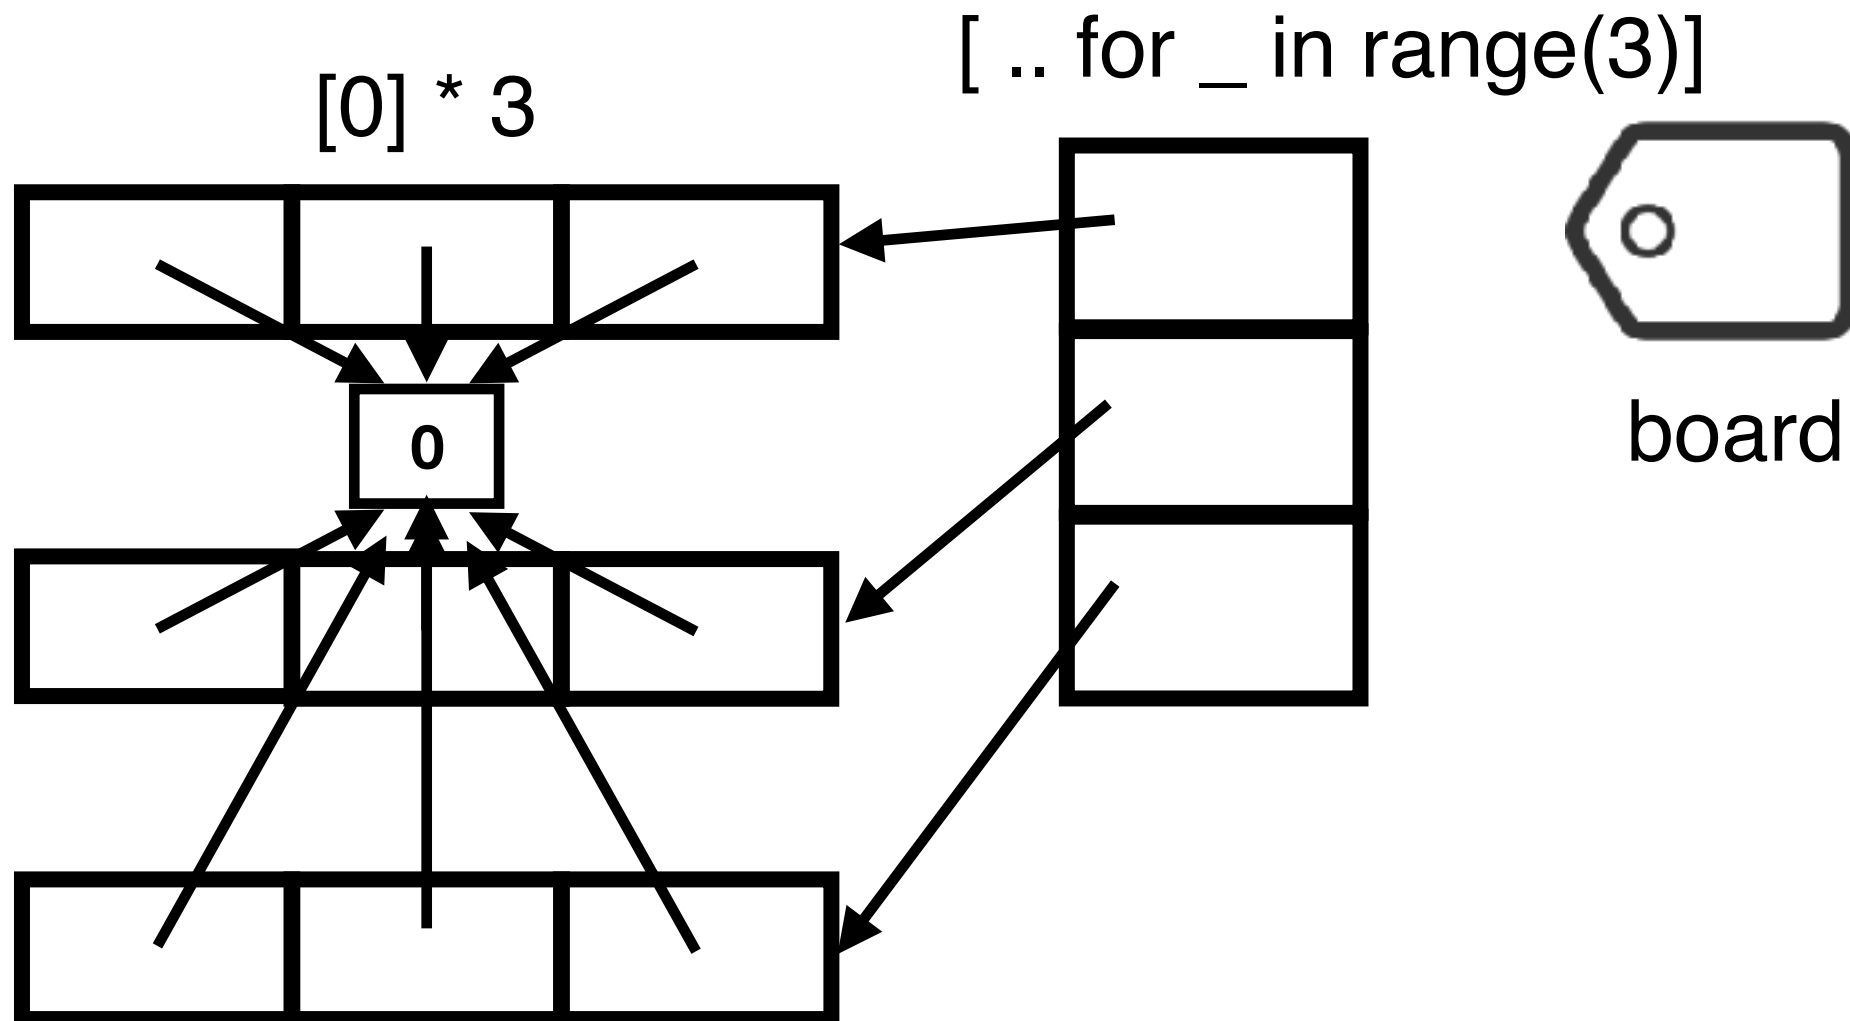 [ .. for _ in range(3)]
[0] * 3
0
board